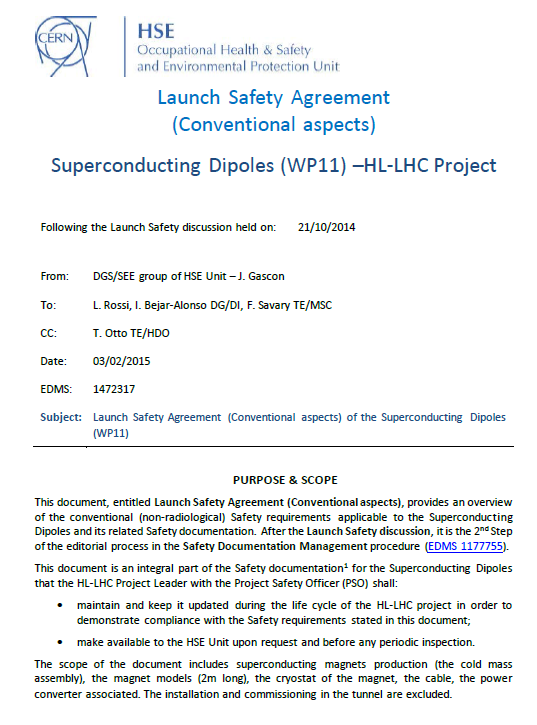 CERN
HSE
Occupational Health & Safety
and Environmental Protection Unit
Launch Safety Agreement
(Conventional aspects)
Superconducting Dipoles (WP11) –HL-LHC Project
Following the Launch Safety discussion held on: 21/10/2014
From: DGS/SEE group of HSE Unit – J. Gascon
To: L. Rossi, I. Bejar-Alonso DG/DI, F. Savary TE/MSC
CC: T. Otto TE/HDO
Date: 03/02/2015
EDMS: 1472317
Subject: Launch Safety Agreement (Conventional aspects) of the Superconducting Dipoles
(WP11)
PURPOSE & SCOPE
This document, entitled Launch Safety Agreement (Conventional aspects), provides an overview
of the conventional (non-radiological) Safety requirements applicable to the Superconducting
Dipoles and its related Safety documentation. After the Launch Safety discussion, it is the 2nd Step
of the editorial process in the Safety Documentation Management procedure (EDMS 1177755).
This document is an integral part of the Safety documentation1 for the Superconducting Dipoles
that the HL-LHC Project Leader with the Project Safety Officer (PSO) shall:
• maintain and keep it updated during the life cycle of the HL-LHC project in order to
demonstrate compliance with the Safety requirements stated in this document;
• make available to the HSE Unit upon request and before any periodic inspection.
The scope of the document includes superconducting magnets production (the cold mass
assembly), the magnet models (2m long), the cryostat of the magnet, the cable, the power
converter associated. The installation and commissioning in the tunnel are excluded.